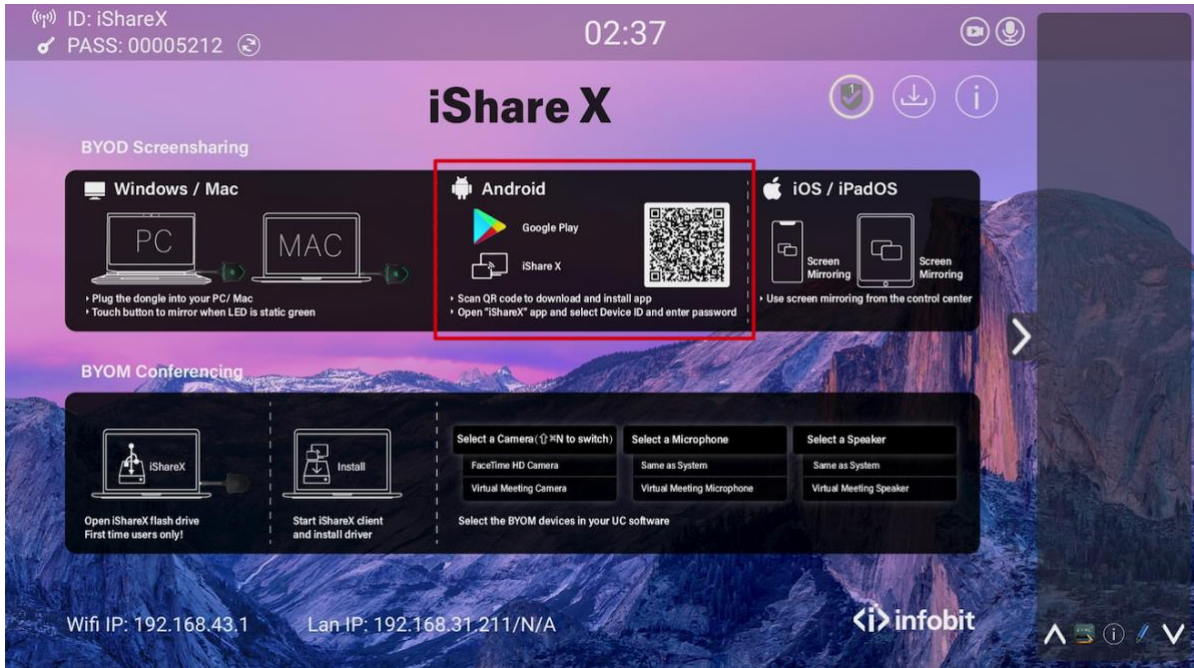 ID: iShareX
PASS: 00005212
02:37
iShare X
1
BYOD Screensharing
Windows / Mac
PC
MAC
‣ Plug the dongle into your PC/ Mac
‣ Touch button to mirror when LED is static green
Android
Google Play
iShare X
‣ Scan QR code to download and install app
‣ Open "iShareX" app and select Device ID and enter password
iOS / iPadOS
Screen
Mirroring
Screen
Mirroring
‣ Use screen mirroring from the control center
BYOM Conferencing
iShareX
Open iShareX flash drive
First time users only!
Install
Start iShareX client
and install driver
Select a Camera(⇧⌘N to switch)
FaceTime HD Camera
Virtual Meeting Camera
Select a Microphone
Same as System
Virtual Meeting Microphone
Select a Speaker
Same as System
Virtual Meeting Speaker
Select the BYOM devices in your UC software
Wifi IP: 192.168.43.1
Lan IP: 192.168.31.211/N/A
<i> infobit